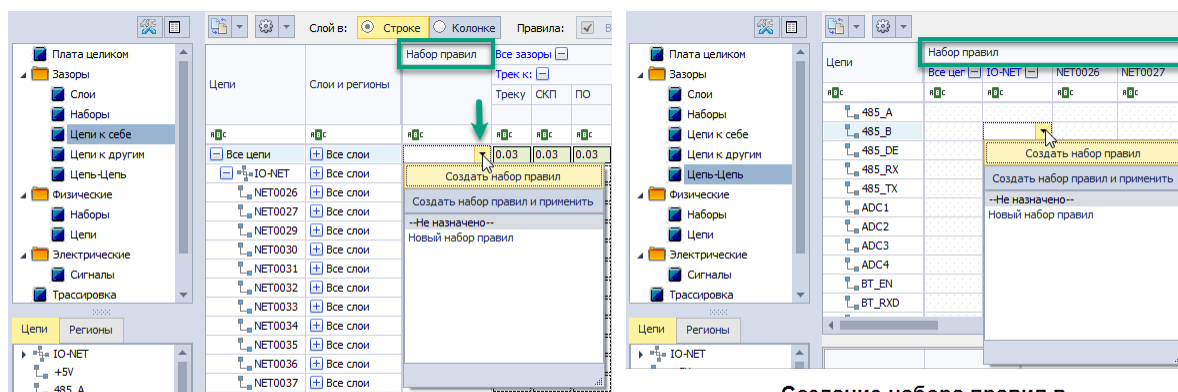 Слой в: Строке Колонке Правила: В
Плата целиком
Зазоры
Слои
Наборы
Цепи к себе
Цепи к другим
Цепь-Цепь
Физические
Наборы
Цепи
Электрические
Сигналы
Трассировка
Цепи Регионы
IO-NET
+5V
485_A
Цепи Слои и регионы Набор правил Все зазоры
Трек к:
Треку СКП ПО
Все цепи Все слои 0.03 0.03 0.03
IO-NET Все слои
NET0026 Все слои
NET0027 Все слои
NET0029 Все слои
NET0030 Все слои
NET0031 Все слои
NET0032 Все слои
NET0033 Все слои
NET0034 Все слои
NET0035 Все слои
NET0036 Все слои
NET0037 Все слои
Создать набор правил
Создать набор правил и применить
--Не назначено--
Новый набор правил
Плата целиком
Зазоры
Слои
Наборы
Цепи к себе
Цепи к другим
Цепь-Цепь
Физические
Наборы
Цепи
Электрические
Сигналы
Трассировка
Цепи Регионы
IO-NET
Цепи Набор правил
Все цеп IO-NET NET0026 NET0027
485_A
485_B
485_DE
485_RX
485_TX
ADC1
ADC2
ADC3
ADC4
BT_EN
BT_RXD
Создать набор правил
Создать набор правил и применить
--Не назначено--
Новый набор правил
Создание набора правил в